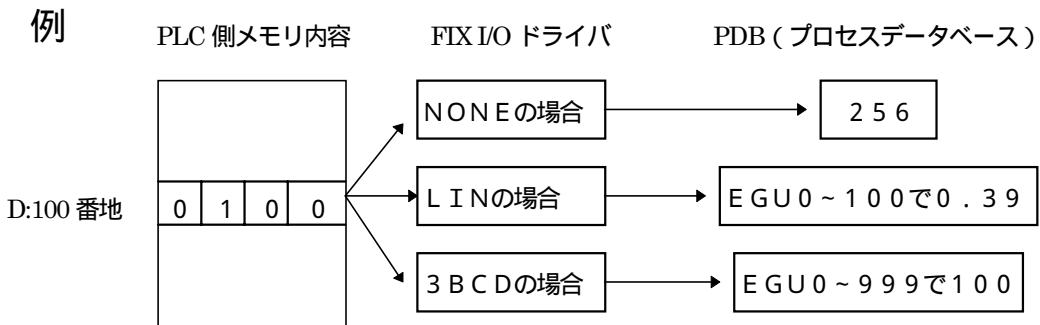 例
PLC 側メモリ内容 FIX I/O ドライバ PDB ( プロセスデータベース )
NONEの場合 256
D:100 番地 0 1 0 0 LINの場合 EGU0~100で0.39
3BCDの場合 EGU0~999で100